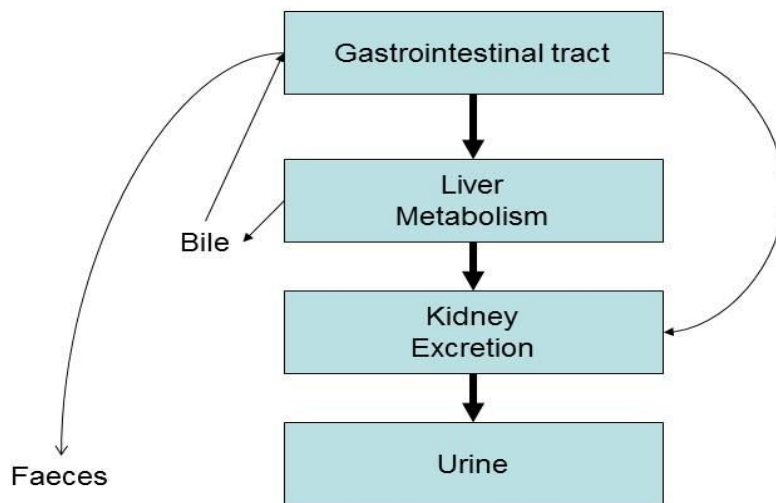 Gastrointestinal tract
Liver
Metabolism
Bile
Kidney
Excretion
Urine
Faeces